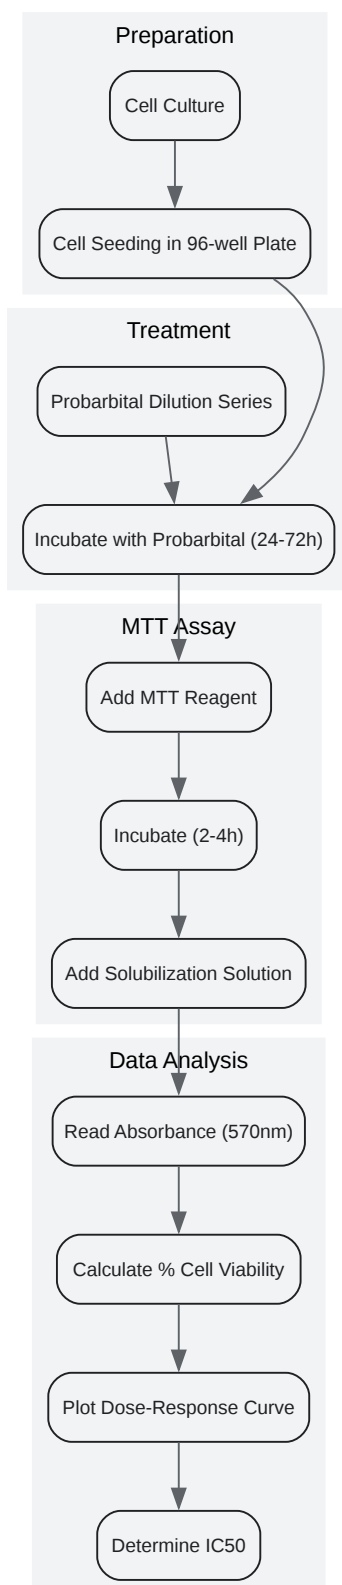 Preparation
Cell Culture
Cell Seeding in 96-well Plate
Treatment
Probarbital Dilution Series
Incubate with Probarbital (24-72h)
MTT Assay
Add MTT Reagent
Incubate (2-4h)
Add Solubilization Solution
Data Analysis
Read Absorbance (570nm)
Calculate % Cell Viability
Plot Dose-Response Curve
Determine IC50